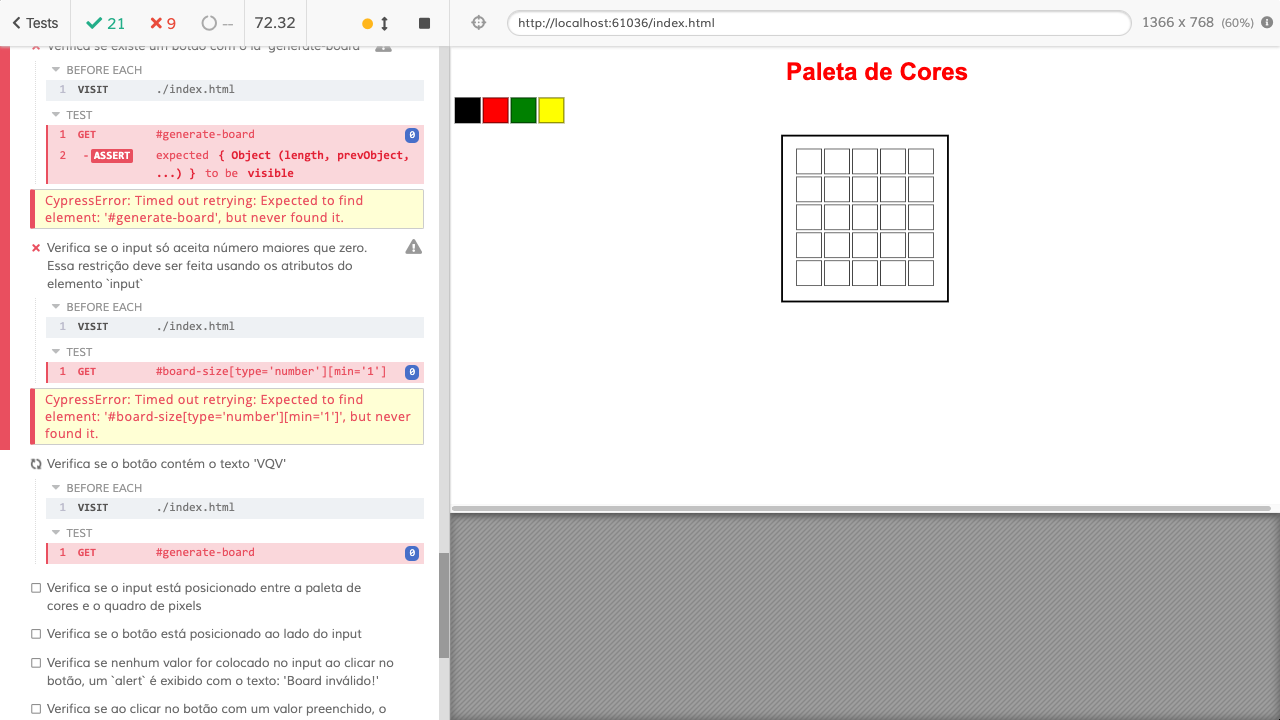 Tests
21
9
--
72.32
http://localhost:61036/index.html
1366 x 768 (60%)
Verifica se existe um botão com o id 'generate-board'
BEFORE EACH
1 VISIT ./index.html
TEST
1 GET #generate-board 0
2 - ASSERT expected { Object (length, prevObject,
...) } to be visible
CypressError: Timed out retrying: Expected to find
element: '#generate-board', but never found it.
Verifica se o input só aceita número maiores que zero.
Essa restrição deve ser feita usando os atributos do
elemento `input`
BEFORE EACH
1 VISIT ./index.html
TEST
1 GET #board-size[type='number'][min='1'] 0
CypressError: Timed out retrying: Expected to find
element: '#board-size[type='number'][min='1']', but never
found it.
Verifica se o botão contém o texto 'VQV'
BEFORE EACH
1 VISIT ./index.html
TEST
1 GET #generate-board 0
Verifica se o input está posicionado entre a paleta de
cores e o quadro de pixels
Verifica se o botão está posicionado ao lado do input
Verifica se nenhum valor for colocado no input ao clicar no
botão, um `alert` é exibido com o texto: 'Board inválido!'
Verifica se ao clicar no botão com um valor preenchido, o
Paleta de Cores